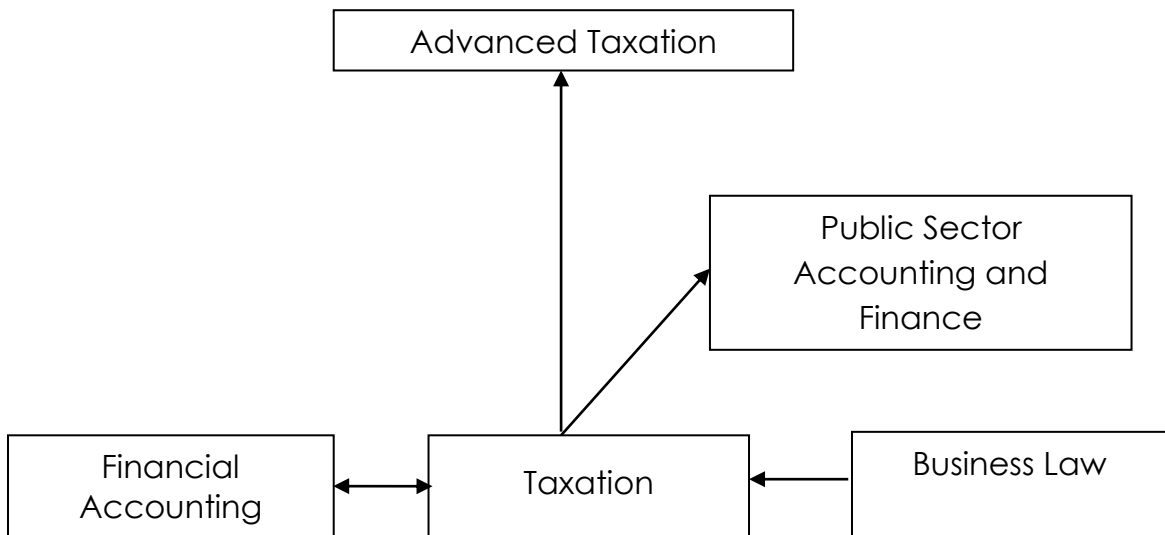 Advanced Taxation
Public Sector
Accounting and
Finance
Financial
Accounting
Taxation
Business Law